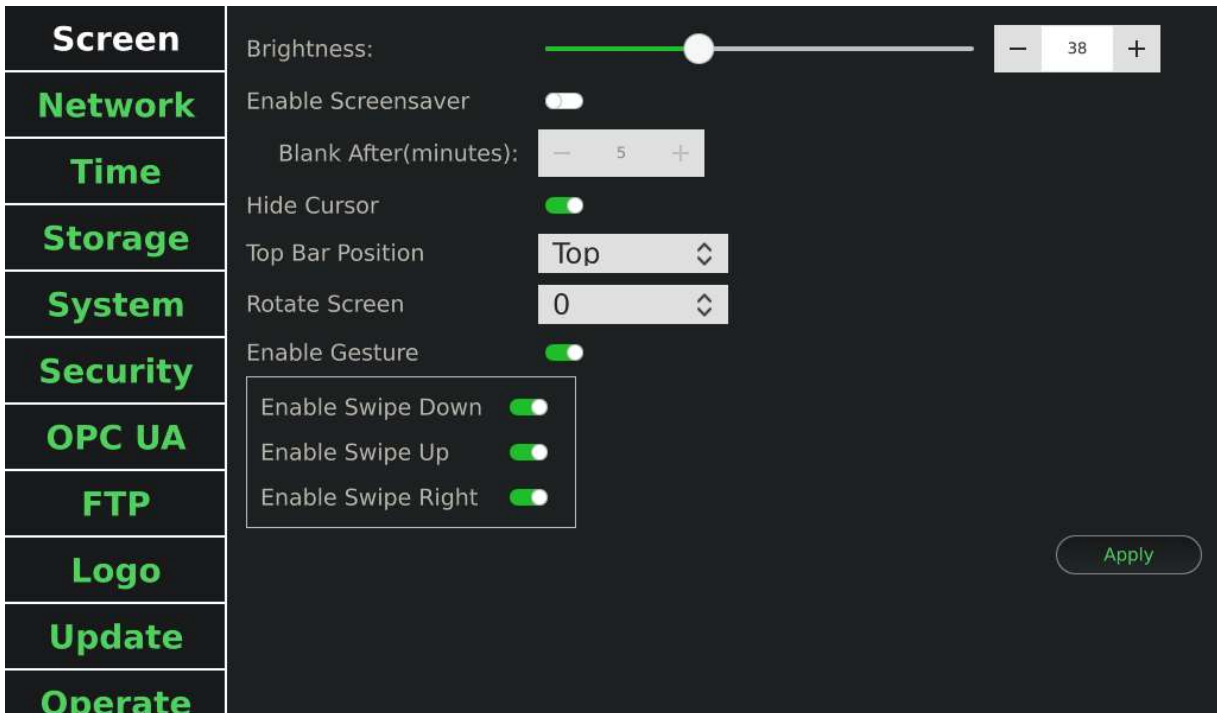 Screen
Network
Time
Storage
System
Security
OPC UA
FTP
Logo
Update
Operate
Brightness: − 38 +
Enable Screensaver
Blank After(minutes): − 5 +
Hide Cursor
Top Bar Position Top
Rotate Screen 0
Enable Gesture
Enable Swipe Down
Enable Swipe Up
Enable Swipe Right
Apply